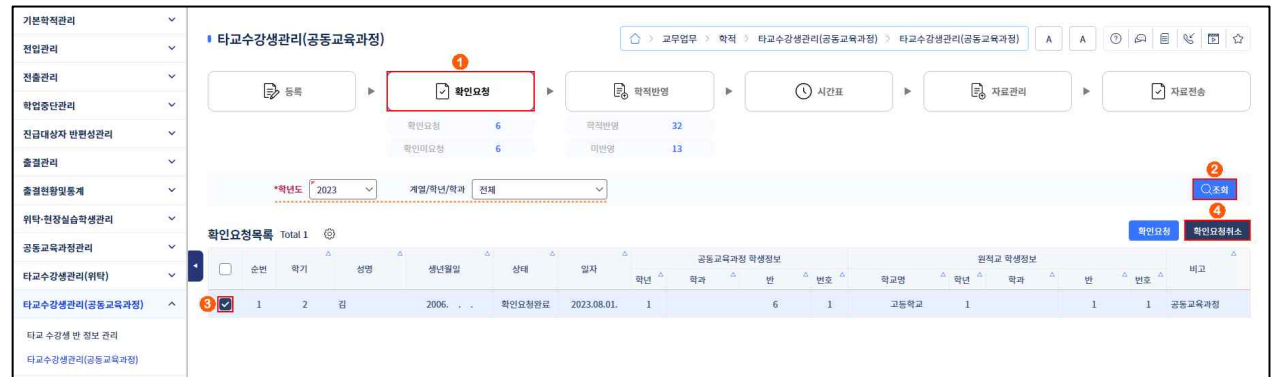 기본학적관리
전입관리
전출관리
학업중단관리
진급대상자 반편성관리
출결관리
출결현황및통계
위탁·현장실습학생관리
공동교육과정관리
타교수강관리(위탁)
타교수강생관리(공동교육과정)
타교 수강생 반 정보 관리
타교수강생관리(공동교육과정)
타교수강생관리(공동교육과정)
교무업무 > 학적 > 타교수강생관리(공동교육과정) > 타교수강생관리(공동교육과정) A A
1
등록 ▶ 확인요청 ▶ 학적반영 ▶ 시간표 ▶ 자료관리 ▶ 자료전송
확인요청 6 학적반영 32
확인미요청 6 미반영 13
2
*학년도 2023 계열/학년/학과 전체 조회
4
확인요청목록 Total 1 확인요청 확인요청취소
순번 학기 성명 생년월일 상태 일자 공동교육과정 학생정보 원적교 학생정보 비고
학년 학과 반 번호 학교명 학년 학과 반 번호
3 1 2 김 2006. . . 확인요청완료 2023.08.01. 1 6 1 고등학교 1 1 1 공동교육과정